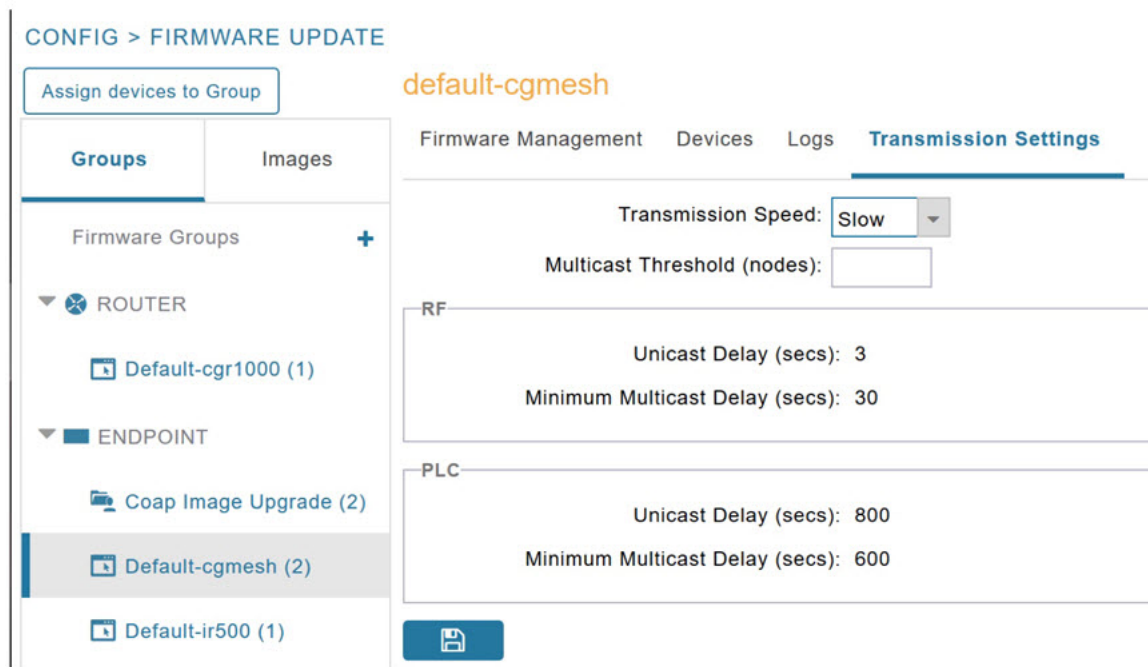 CONFIG > FIRMWARE UPDATE
Assign devices to Group
Groups
Images
Firmware Groups +
ROUTER
Default-cgr1000 (1)
ENDPOINT
Coap Image Upgrade (2)
Default-cgmesh (2)
Default-ir500 (1)
default-cgmesh
Firmware Management Devices Logs Transmission Settings
Transmission Speed: Slow
Multicast Threshold (nodes):
RF
Unicast Delay (secs): 3
Minimum Multicast Delay (secs): 30
PLC
Unicast Delay (secs): 800
Minimum Multicast Delay (secs): 600